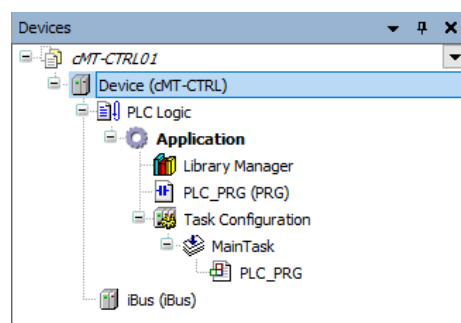 Devices
cMT-CTRL01
Device (cMT-CTRL)
PLC Logic
Application
Library Manager
PLC_PRG (PRG)
Task Configuration
MainTask
PLC_PRG
iBus (iBus)